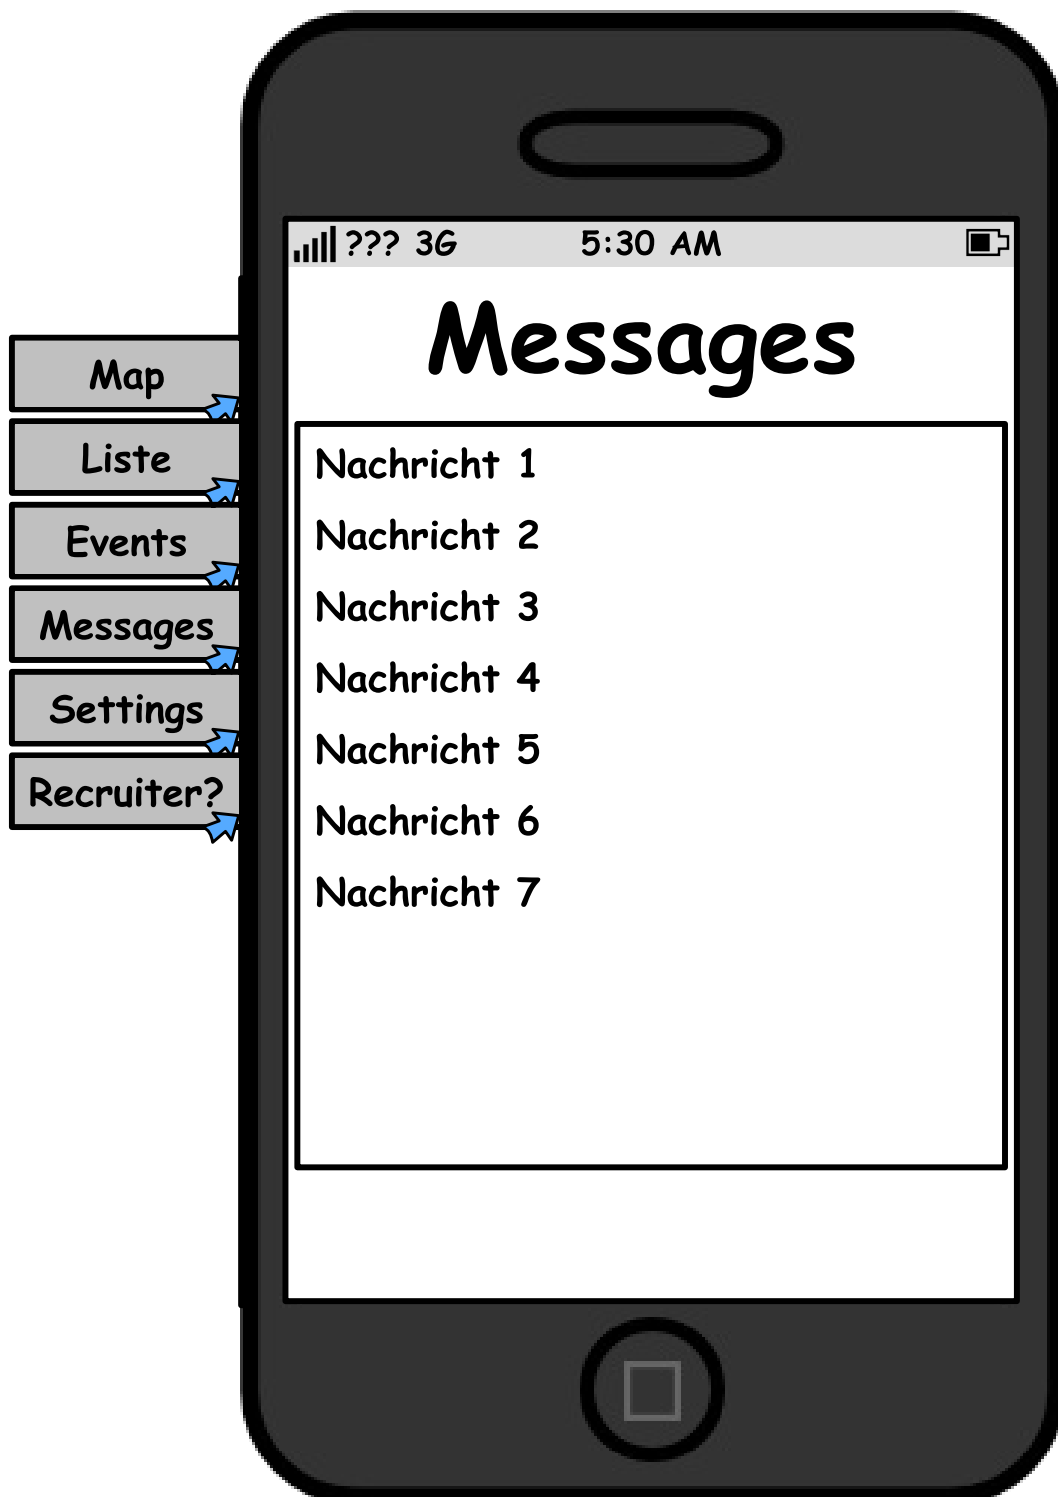 ??? 3G 5:30 AM
Messages
Map
Liste
Events
Messages
Settings
Recruiter?
Nachricht 1
Nachricht 2
Nachricht 3
Nachricht 4
Nachricht 5
Nachricht 6
Nachricht 7